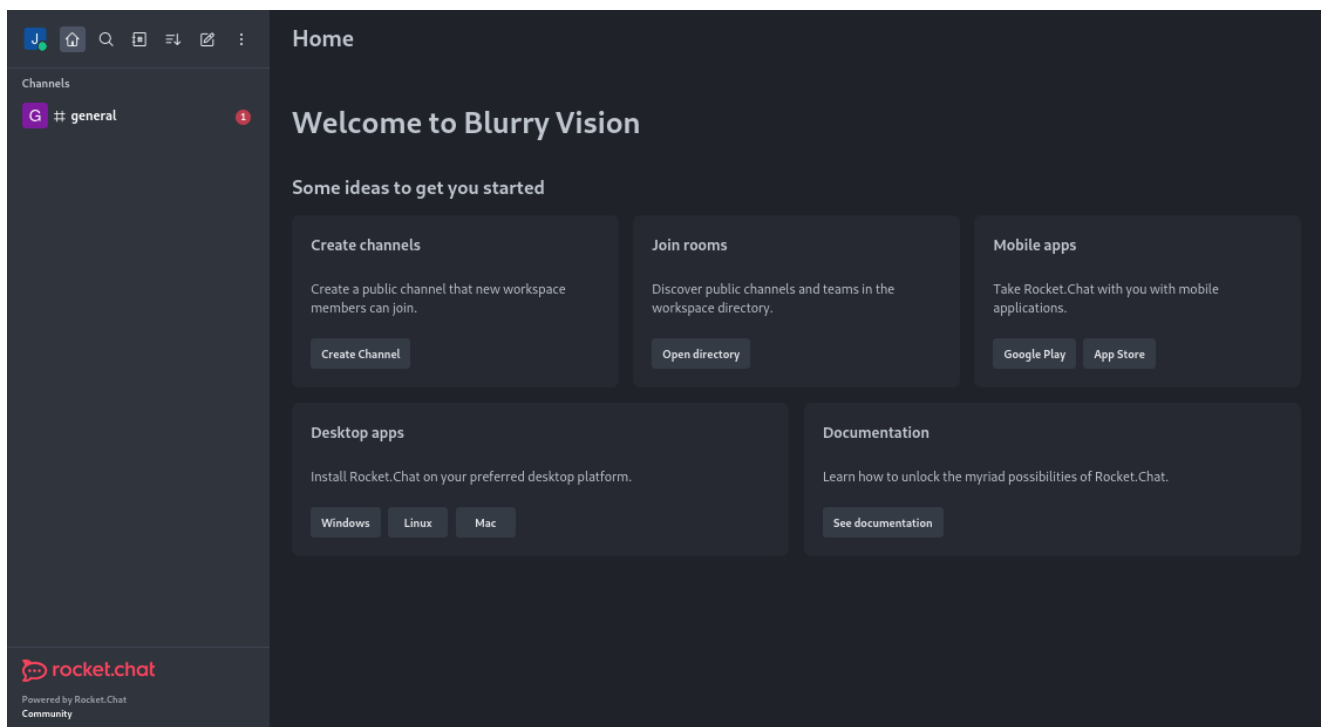 J
Home
Channels
G general
1
Welcome to Blurry Vision
Some ideas to get you started
Create channels
Create a public channel that new workspace
members can join.
Create Channel
Join rooms
Discover public channels and teams in the
workspace directory.
Open directory
Mobile apps
Take Rocket.Chat with you with mobile
applications.
Google Play App Store
Desktop apps
Install Rocket.Chat on your preferred desktop platform.
Windows Linux Mac
Documentation
Learn how to unlock the myriad possibilities of Rocket.Chat.
See documentation
rocket.chat
Powered by Rocket.Chat
Community